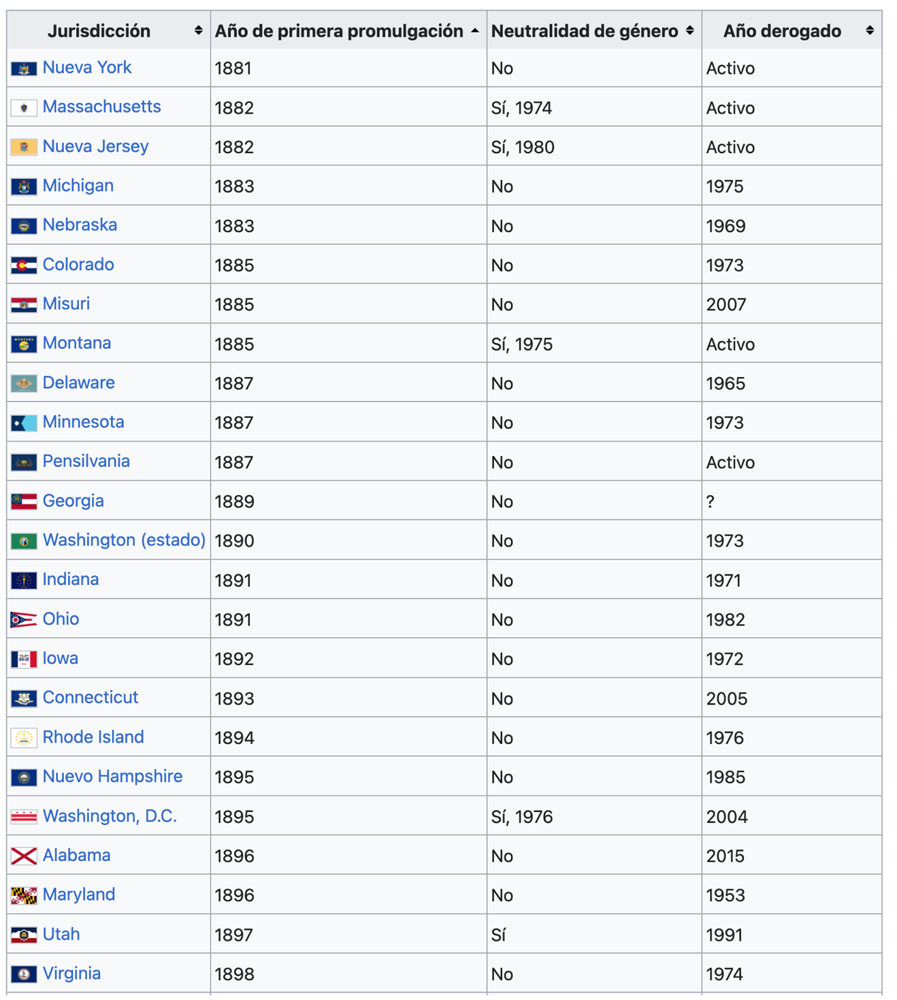 Jurisdicción Año de primera promulgación Neutralidad de género Año derogado
Nueva York 1881 No Activo
Massachusetts 1882 Sí, 1974 Activo
Nueva Jersey 1882 Sí, 1980 Activo
Michigan 1883 No 1975
Nebraska 1883 No 1969
Colorado 1885 No 1973
Misuri 1885 No 2007
Montana 1885 Sí, 1975 Activo
Delaware 1887 No 1965
Minnesota 1887 No 1973
Pensilvania 1887 No Activo
Georgia 1889 No ?
Washington (estado) 1890 No 1973
Indiana 1891 No 1971
Ohio 1891 No 1982
Iowa 1892 No 1972
Connecticut 1893 No 2005
Rhode Island 1894 No 1976
Nuevo Hampshire 1895 No 1985
Washington, D.C. 1895 Sí, 1976 2004
Alabama 1896 No 2015
Maryland 1896 No 1953
Utah 1897 Sí 1991
Virginia 1898 No 1974